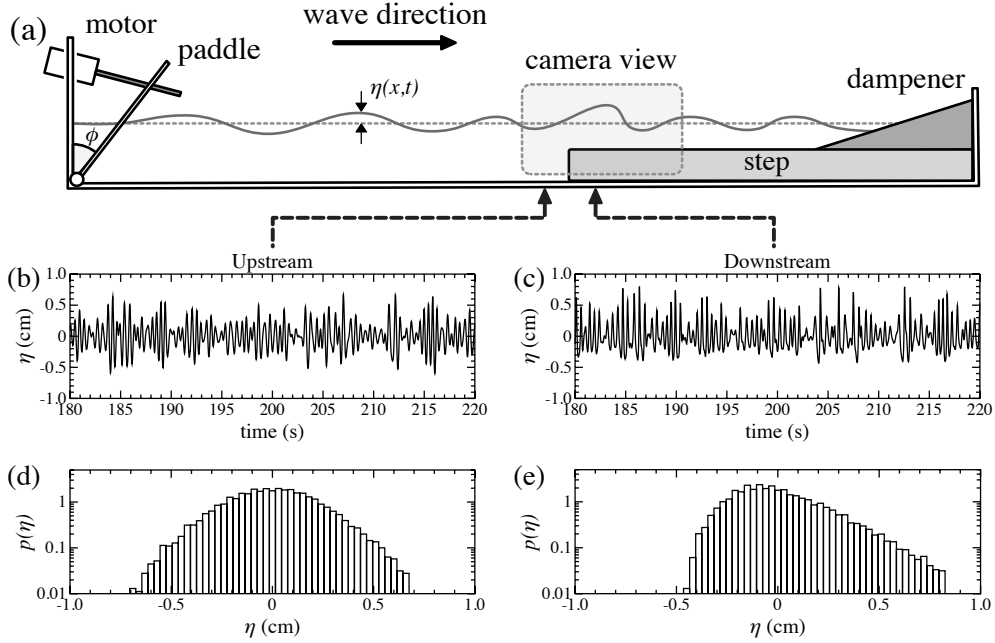 (a)
motor
paddle
wave direction
η(x,t)
camera view
dampener
ϕ
step
(b)
Upstream
1.0
0.5
0
-0.5
-1.0
η (cm)
180 185 190 195 200 205 210 215 220
time (s)
(c)
Downstream
1.0
0.5
0
-0.5
-1.0
η (cm)
180 185 190 195 200 205 210 215 220
time (s)
(d)
1
0.1
0.01
p(η)
-1.0 -0.5 0 0.5 1.0
η (cm)
(e)
1
0.1
0.01
p(η)
-1.0 -0.5 0 0.5 1.0
η (cm)